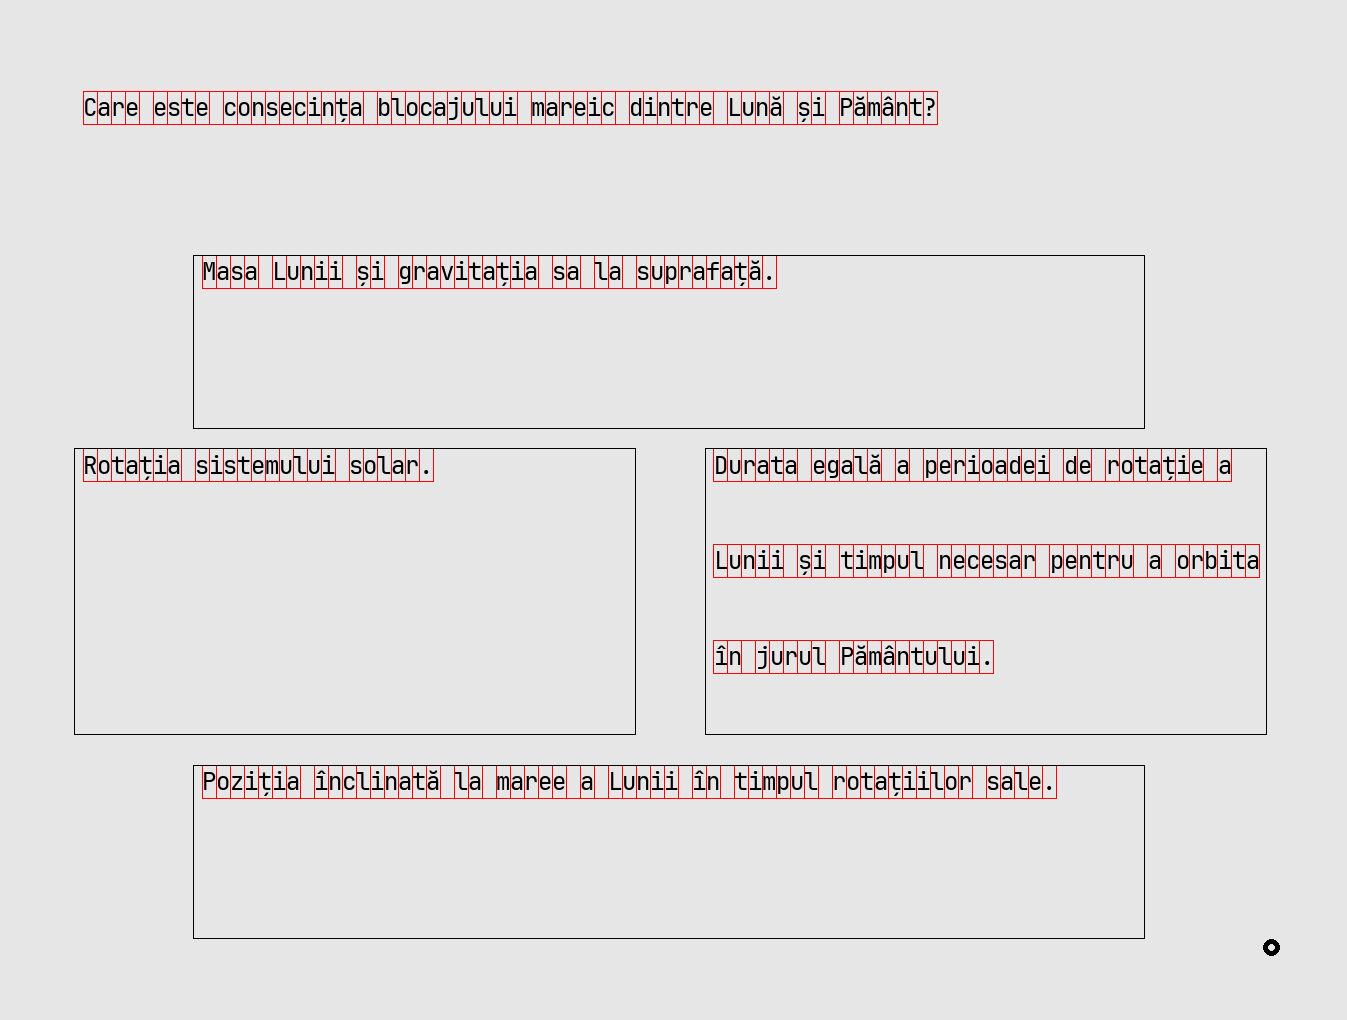 Care este consecința blocajului mareic dintre Lună și Pământ?
Masa Lunii și gravitația sa la suprafață.
Rotația sistemului solar.
Durata egală a perioadei de rotație a
Lunii și timpul necesar pentru a orbita
în jurul Pământului.
Poziția înclinată la maree a Lunii în timpul rotațiilor sale.